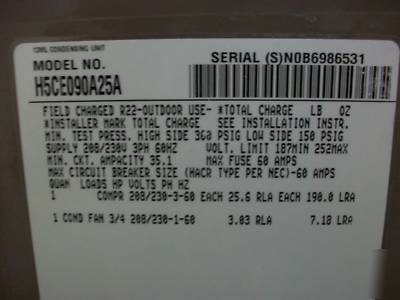 CONDENSING UNIT
MODEL NO.
H5CE090A25A
SERIAL (S)N0B6986531
FIELD CHARGED R22-OUTDOOR USE- *TOTAL CHARGE LB OZ
*INSTALLER MARK TOTAL CHARGE -- SEE INSTALLATION INSTR.
MIN. TEST PRESS. HIGH SIDE 360 PSIG LOW SIDE 150 PSIG
SUPPLY 208/230V 3PH 60HZ VOLT. LIMIT 187MIN 252MAX
MIN. CKT. AMPACITY 35.1 MAX FUSE 60 AMPS
MAX CIRCUIT BREAKER SIZE (HACR TYPE PER NEC)-60 AMPS
QUAN LOADS HP VOLTS PH HZ
1 COMPR 208/230-3-60 EACH 25.6 RLA EACH 190.0 LRA
1 COND FAN 3/4 208/230-1-60 3.03 RLA 7.18 LRA